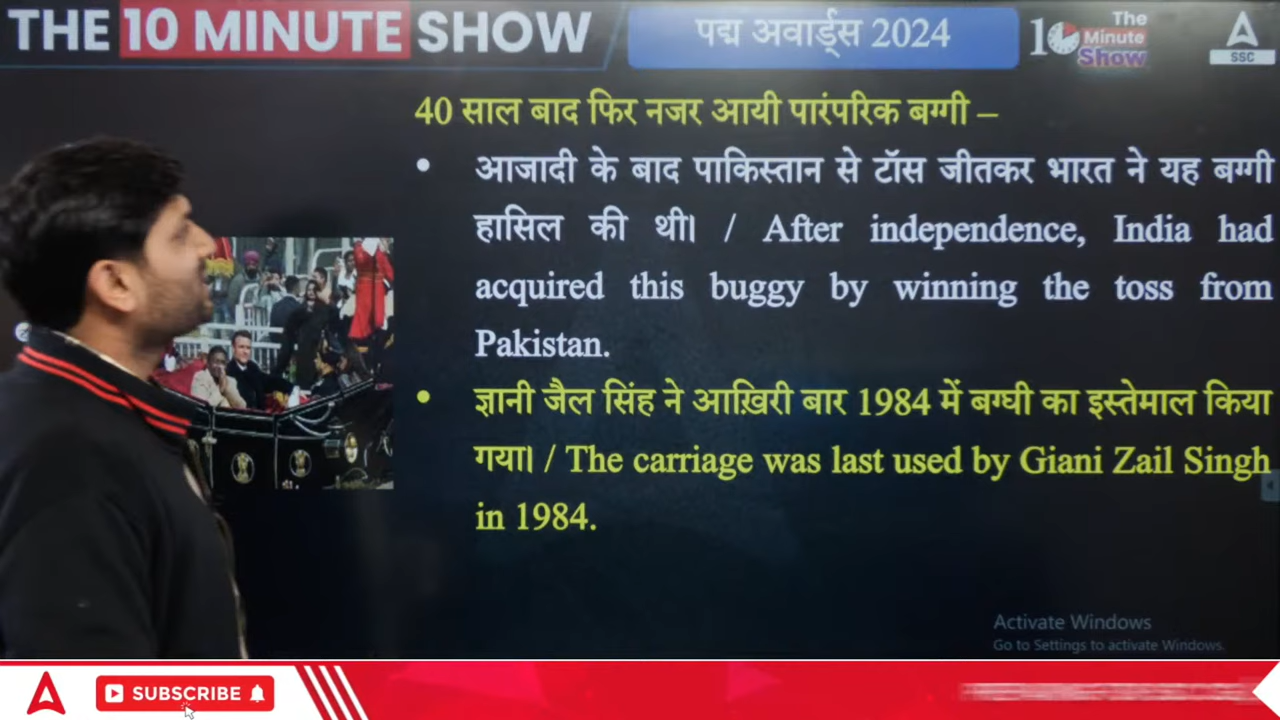 THE 10 MINUTE SHOW
पद्म अवार्ड्स 2024
10 The Minute Show
SSC
40 साल बाद फिर नजर आयी पारंपरिक बग्गी –
• आजादी के बाद पाकिस्तान से टॉस जीतकर भारत ने यह बग्गी
हासिल की थी। / After independence, India had
acquired this buggy by winning the toss from
Pakistan.
• ज्ञानी जैल सिंह ने आख़िरी बार 1984 में बग्घी का इस्तेमाल किया
गया। / The carriage was last used by Giani Zail Singh
in 1984.
Activate Windows
Go to Settings to activate Windows.
SUBSCRIBE